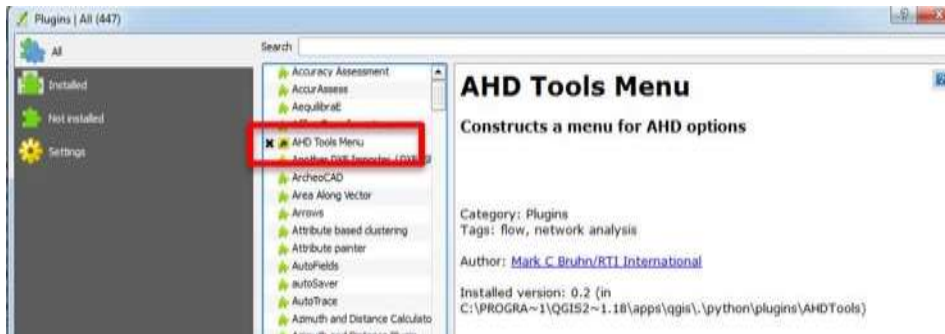 Plugins | All (447)
All
Installed
Not installed
Settings
Search
Accuracy Assessment
AccurAssess
AequilibraE
AHD Tools Menu
Another DXF Importer
ArcheoCAD
Area Along Vector
Arrows
Attribute based clustering
Attribute painter
AutoFields
autoSaver
AutoTrace
Azimuth and Distance Calculato
AHD Tools Menu
Constructs a menu for AHD options
Category: Plugins
Tags: flow, network analysis
Author: Mark C Bruhn/RTI International
Installed version: 0.2 (in
C:\PROGRA~1\QGIS2~1.18\apps\qgis\.\python\plugins\AHDTools)